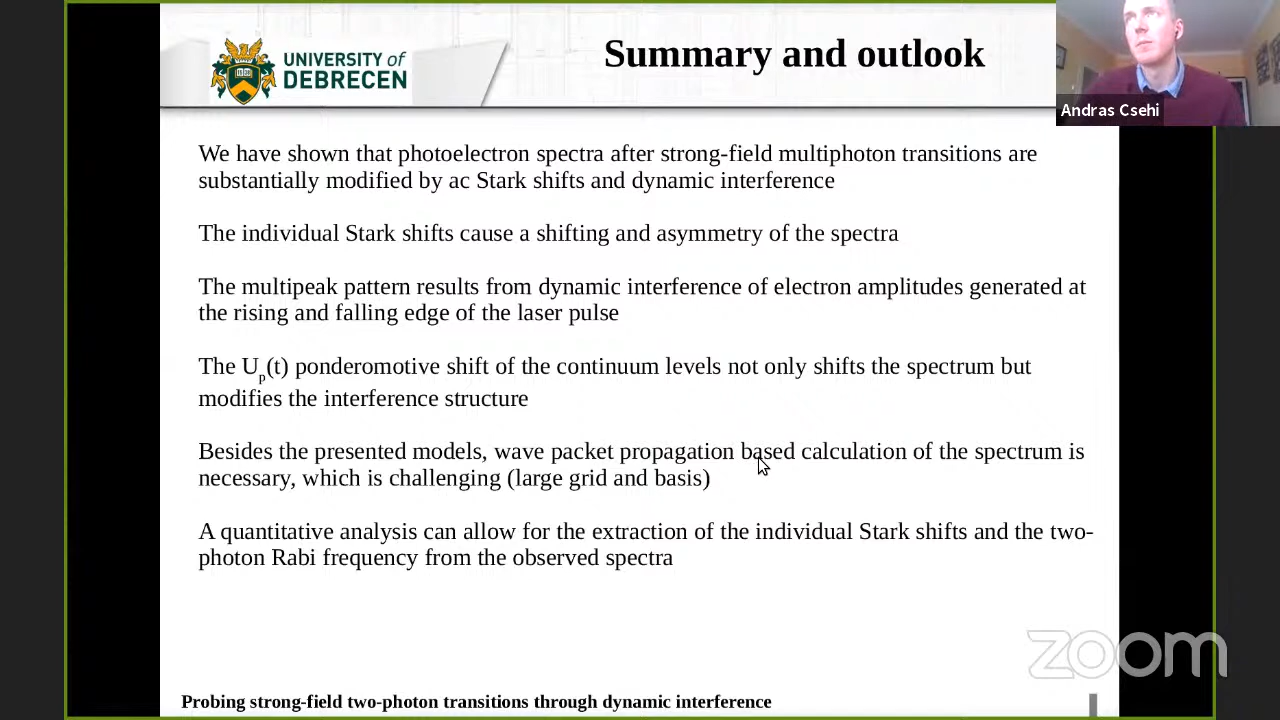 UNIVERSITY of
DEBRECEN
Summary and outlook
Andras Csehi
We have shown that photoelectron spectra after strong-field multiphoton transitions are
substantially modified by ac Stark shifts and dynamic interference
The individual Stark shifts cause a shifting and asymmetry of the spectra
The multipeak pattern results from dynamic interference of electron amplitudes generated at
the rising and falling edge of the laser pulse
The Up(t) ponderomotive shift of the continuum levels not only shifts the spectrum but
modifies the interference structure
Besides the presented models, wave packet propagation based calculation of the spectrum is
necessary, which is challenging (large grid and basis)
A quantitative analysis can allow for the extraction of the individual Stark shifts and the two-
photon Rabi frequency from the observed spectra
zoom
Probing strong-field two-photon transitions through dynamic interference